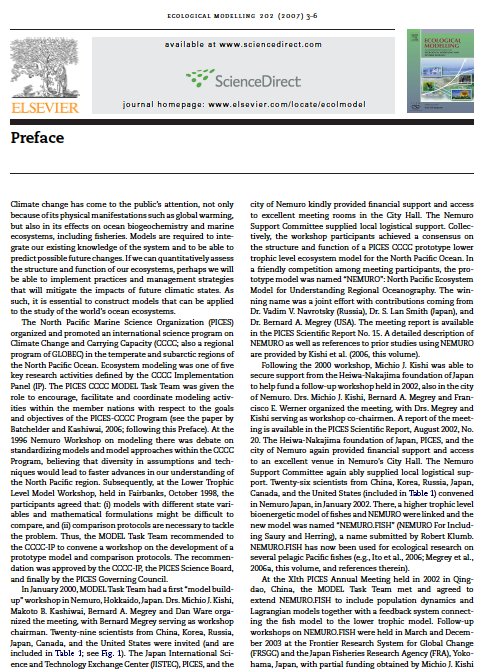 ECOLOGICAL MODELLING 202 (2007) 3-6
available at www.sciencedirect.com
ScienceDirect
journal homepage: www.elsevier.com/locate/ecolmodel
ELSEVIER
ECOLOGICAL
MODELLING
Preface
Climate change has come to the public's attention, not only
because of its physical manifestations such as global warming,
but also in its effects on ocean biogeochemistry and marine
ecosystems, including fisheries. Models are required to inte-
grate our existing knowledge of the system and to be able to
predict possible future changes. If we can quantitatively assess
the structure and function of our ecosystems, perhaps we will
be able to implement practices and management strategies
that will mitigate the impacts of future climatic states. As
such, it is essential to construct models that can be applied
to the study of the world's ocean ecosystems.
The North Pacific Marine Science Organization (PICES)
organized and promoted an international science program on
Climate Change and Carrying Capacity (CCCC; also a regional
program of GLOBEC) in the temperate and subarctic regions of
the North Pacific Ocean. Ecosystem modeling was one of five
key research activities defined by the CCCC Implementation
Panel (IP). The PICES CCCC MODEL Task Team was given the
role to encourage, facilitate and coordinate modeling activ-
ities within the member nations with respect to the goals
and objectives of the PICES-CCCC Program (see the paper by
Batchelder and Kashiwai, 2006; following this Preface). At the
1996 Nemuro Workshop on modeling there was debate on
standardizing models and model approaches within the CCCC
Program, believing that diversity in assumptions and tech-
niques would lead to faster advances in our understanding of
the North Pacific region. Subsequently, at the Lower Trophic
Level Model Workshop, held in Fairbanks, October 1998, the
participants agreed that: (i) models with different state vari-
ables and mathematical formulations might be difficult to
compare, and (ii) comparison protocols are necessary to tackle
the problem. Thus, the MODEL Task Team recommended to
the CCCC-IP to convene a workshop on the development of a
prototype model and comparison protocols. The recommen-
dation was approved by the CCCC-IP, the PICES Science Board,
and finally by the PICES Governing Council.
In January 2000, MODEL Task Team had a first "model build-
up" workshop in Nemuro, Hokkaido, Japan. Drs. Michio J. Kishi,
Makoto B. Kashiwai, Bernard A. Megrey and Dan Ware orga-
nized the meeting, with Bernard Megrey serving as workshop
chairman. Twenty-nine scientists from China, Korea, Russia,
Japan, Canada, and the United States were invited (and are
included in Table 1; see Fig. 1). The Japan International Sci-
ence and Technology Exchange Center (JISTEC), PICES, and the
city of Nemuro kindly provided financial support and access
to excellent meeting rooms in the City Hall. The Nemuro
Support Committee supplied local logistical support. Collec-
tively, the workshop participants achieved a consensus on
the structure and function of a PICES CCCC prototype lower
trophic level ecosystem model for the North Pacific Ocean. In
a friendly competition among meeting participants, the pro-
totype model was named "NEMURO": North Pacific Ecosystem
Model for Understanding Regional Oceanography. The win-
ning name was a joint effort with contributions coming from
Dr. Vadim V. Navrotsky (Russia), Dr. S. Lan Smith (Japan), and
Dr. Bernard A. Megrey (USA). The meeting report is available
in the PICES Scientific Report No. 15. A detailed description of
NEMURO as well as references to prior studies using NEMURO
are provided by Kishi et al. (2006, this volume).
Following the 2000 workshop, Michio J. Kishi was able to
secure support from the Heiwa-Nakajima foundation of Japan
to help fund a follow-up workshop held in 2002, also in the city
of Nemuro. Drs. Michio J. Kishi, Bernard A. Megrey and Fran-
cisco E. Werner organized the meeting, with Drs. Megrey and
Kishi serving as workshop co-chairmen. A report of the meet-
ing is available in the PICES Scientific Report, August 2002, No.
20. The Heiwa-Nakajima foundation of Japan, PICES, and the
city of Nemuro again provided financial support and access
to an excellent venue in Nemuro's City Hall. The Nemuro
Support Committee again ably supplied local logistical sup-
port. Twenty-six scientists from China, Korea, Russia, Japan,
Canada, and the United States (included in Table 1) convened
in Nemuro Japan, in January 2002. There, a higher trophic level
bioenergetic model of fishes and NEMURO were linked and the
new model was named "NEMURO.FISH" (NEMURO For Includ-
ing Saury and Herring), a name submitted by Robert Klumb.
NEMURO.FISH has now been used for ecological research on
several pelagic Pacific fishes (e.g., Ito et al., 2006; Megrey et al.,
2006a, this volume, and references therein).
At the XIth PICES Annual Meeting held in 2002 in Qing-
dao, China, the MODEL Task Team met and agreed to
extend NEMURO.FISH to include population dynamics and
Lagrangian models together with a feedback system connect-
ing the fish model to the lower trophic model. Follow-up
workshops on NEMURO.FISH were held in March and Decem-
ber 2003 at the Frontier Research System for Global Change
(FRSGC) and the Japan Fisheries Research Agency (FRA), Yoko-
hama, Japan, with partial funding obtained by Michio J. Kishi